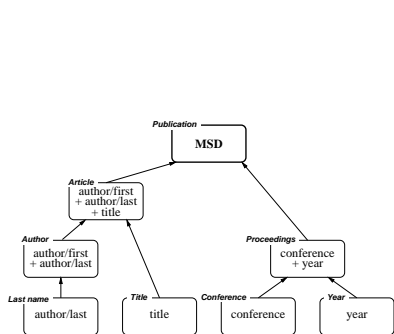 Publication
MSD
Article
author/first
+ author/last
+ title
Author
author/first
+ author/last
Proceedings
conference
+ year
Last name
author/last
Title
title
Conference
conference
Year
year